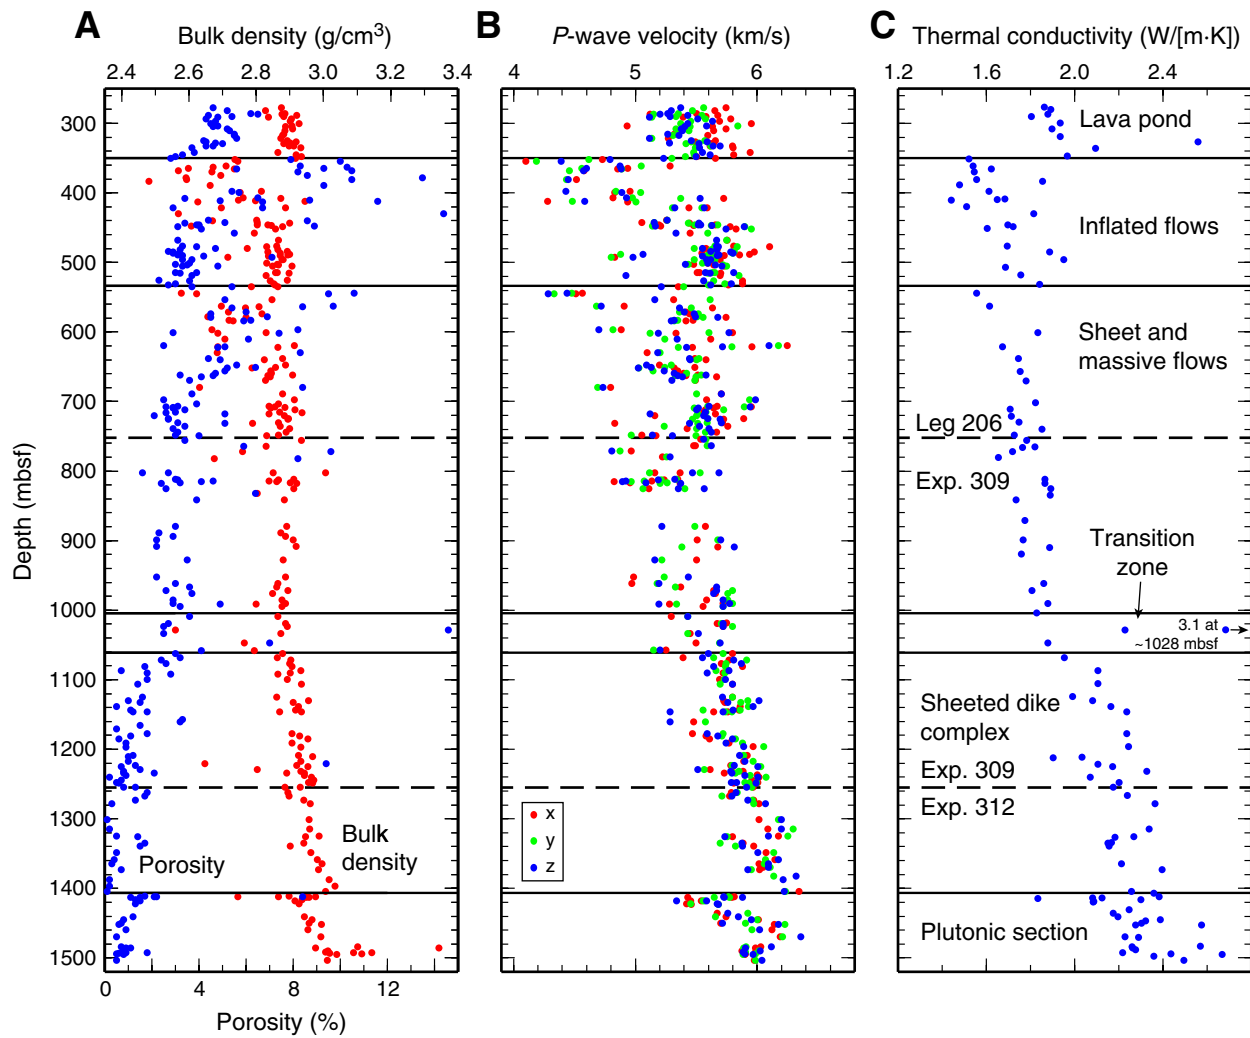 A
Bulk density (g/cm³)
2.4 2.6 2.8 3.0 3.2 3.4
B
P-wave velocity (km/s)
4 5 6
C
Thermal conductivity (W/[m·K])
1.2 1.6 2.0 2.4
Depth (mbsf)
300
400
500
600
700
800
900
1000
1100
1200
1300
1400
1500
Porosity
Bulk
density
0 4 8 12
Porosity (%)
x
y
z
Lava pond
Inflated flows
Sheet and
massive flows
Leg 206
Exp. 309
Transition
zone
3.1 at
~1028 mbsf
Sheeted dike
complex
Exp. 309
Exp. 312
Plutonic section